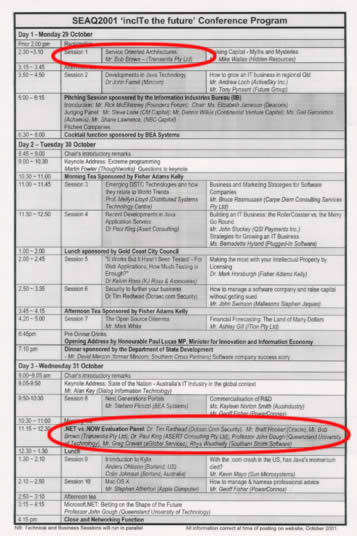 SEAQ2001 'incITe the future' Conference Program
Day 1 - Monday 29 October
Prior 2.00 pm Registration
2.30 - 3.10 Session 1 Service Oriented Architectures Raising Capital - Myths and Mysteries
Mr. Bob Brown - (Transentia Pty Ltd) Mike Wallas (Hidden Resources)
3.15 - 3.45 Afternoon
3.50 - 4.50 Session 2 Developments in Java Technology How to grow an IT business in regional Qld
Dr John Farrell (Mincom) Mr. Andrew Loch (ActiveSky Inc.)
Mr. Tony Pynsent (Future Group)
5:00 - 6:15 Pitching Session sponsored by the Information Industries Bureau (IIB)
Introduction: Mr Rick McElhinney (Founders Forum); Chair: Ms. Elizabeth Jameson (Deacons)
Judging Panel: Mr. Steve Lane (CM Capital); Mr. Dennis Wilkie (Continental Venture Capital); Ms. Gail Geronimos
(Achaeus); Mr. Shane Lawrence, (NBC Capital)
Pitchee Companies
6.30 - 8.00 Cocktail function sponsored by BEA Systems
Day 2 - Tuesday 30 October
8.45 - 9.00 Chair's introductory remarks
9.00 - 10.30 Keynote Address: Extreme programming
Martin Fowler (Thoughtworks) Questions to keynote
10.30 - 11.00 Morning Tea Sponsored by Fisher Adams Kelly
11.00 - 11.45 Session 3 Emerging DSTC Technologies and how Business and Marketing Strategies for Software
they relate to World Trends Companies
Prof. Mellyn Loyd (Distributed Systems Mr. Bruce Rasmussen (Carpe Diem Consulting Services
Technology Centre) Pty Ltd)
11.50 - 12.50 Session 4 Recent Developments in Java Building an IT Business: the RollerCoaster vs. the Merry
Application Servers Go Round
Dr Paul King (Asset Consulting) Mr. John Stuckey (QSI Payments Inc.)
Strategies for Growing an IT Business
Ms. Bernadette Hyland (Plugged-In Software)
1.00 - 2.00 Lunch sponsored by Gold Coast City Council
2.00 - 2.45 Session 5 "It Works But It Hasn't Been Tested" - For Making the most with your Intellectual Property by
Web Applications, How Much Testing is Licensing
Enough? Dr. Mark Horsburgh (Fisher Adams Kelly)
Dr Kelvin Ross (KJ Ross & Associates)
2.50 - 3.35 Session 6 Security to further your business How to manage a software company and raise capital
Dr Tim Redhead (Dotsec.com Security) without getting sued
Mr. John Swinson (Mallesons Stephen Jaques)
3.45 - 4.15 Afternoon Tea Sponsored by Fisher Adams Kelly
4.20 - 5.00 Session 7 The Open Source Dilemma Financial Forecasting: The Land of Many Dollars
Mr. Mark White Mr. Ashley Gill (ITion Pty Ltd)
6.45pm Pre Dinner Drinks
Opening Address by Honourable Paul Lucas MP, Minister for Innovation and Information Economy
7.10 pm Dinner sponsored by the Department of State Development
- Mr. David Merson (former Mincom; Southern Cross Partners) Software company success story
Day 3 - Wednesday 31 October
9.00-9.05 am Chair's introductory remarks
9.05-9.50 Keynote Address: State of the Nation - Australia's IT Industry in the global context
Mr. Alan Key (Dialog Information Technology)
9.50-10.30 Session 8 Next Generations Portals Commercialisation of R&D
Mr. Stefano Picozzi (BEA Systems) Ms. Kayleen Norton Smith (AusIndustry)
Mr. Geoff Fisher (PowerConnex)
10.30 - 11.00 Morning
11.15 - 12.30 .NET vs .NOW Evaluation Panel: Dr. Tim Redhead (Dotsec.com Security), Mr. Brett Hooker (Oracle), Mr. Bob
Brown (Transentia Pty Ltd), Dr. Paul King (ASERT Consulting Pty Ltd), Professor John Gough (Queensland University
of Technology), Mr. Greg Craven (eGlobal Services), Rhys Weatherley (Southern Storm Software)
12.30 - 1.30 Lunch
1.30 - 2.10 Session 9 Introduction to Kylix With the .com crash in the US, has Java's momentum
Anders Ohlsson (Borland, US) died?
Colin Johnsun (Borland, Australia) Mr. Kevin Mayo (Sun Microsystems)
2.10 - 2.50 Session 10 Mac OS X How to manage & harness professional advice
Mr. Stephen Atherton (Apple Computer) Mr. Geoff Fisher (PowerConnex)
2.50 - 3.10 Afternoon tea
3.15 - 4.15 Microsoft.NET: Betting on the Shape of the Future
Professor John Gough (Queensland University of Technology)
4.15 pm Close and Networking Function
NB: Technical and Business Sessions will run in parallel All information correct at time of posting on website, October 2001.